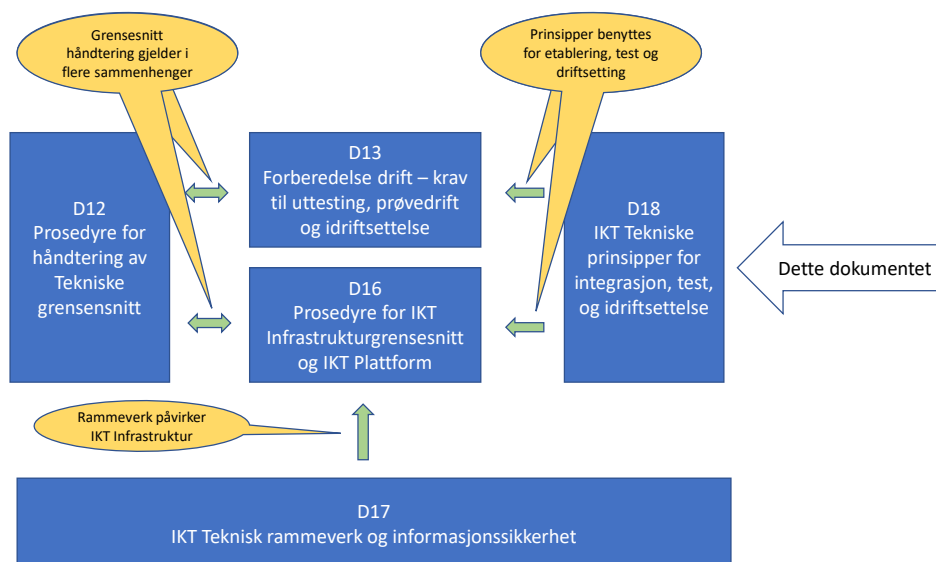 Grensesnitt
håndtering gjelder i
flere sammenhenger
Prinsipper benyttes
for etablering, test og
driftsetting
D12
Prosedyre for
håndtering av
Tekniske
grensensnitt
D13
Forberedelse drift – krav
til uttesting, prøvedrift
og idriftsettelse
D16
Prosedyre for IKT
Infrastrukturgrensesnitt
og IKT Plattform
D18
IKT Tekniske
prinsipper for
integrasjon, test,
og idriftsettelse
Dette dokumentet
Rammeverk påvirker
IKT Infrastruktur
D17
IKT Teknisk rammeverk og informasjonssikkerhet